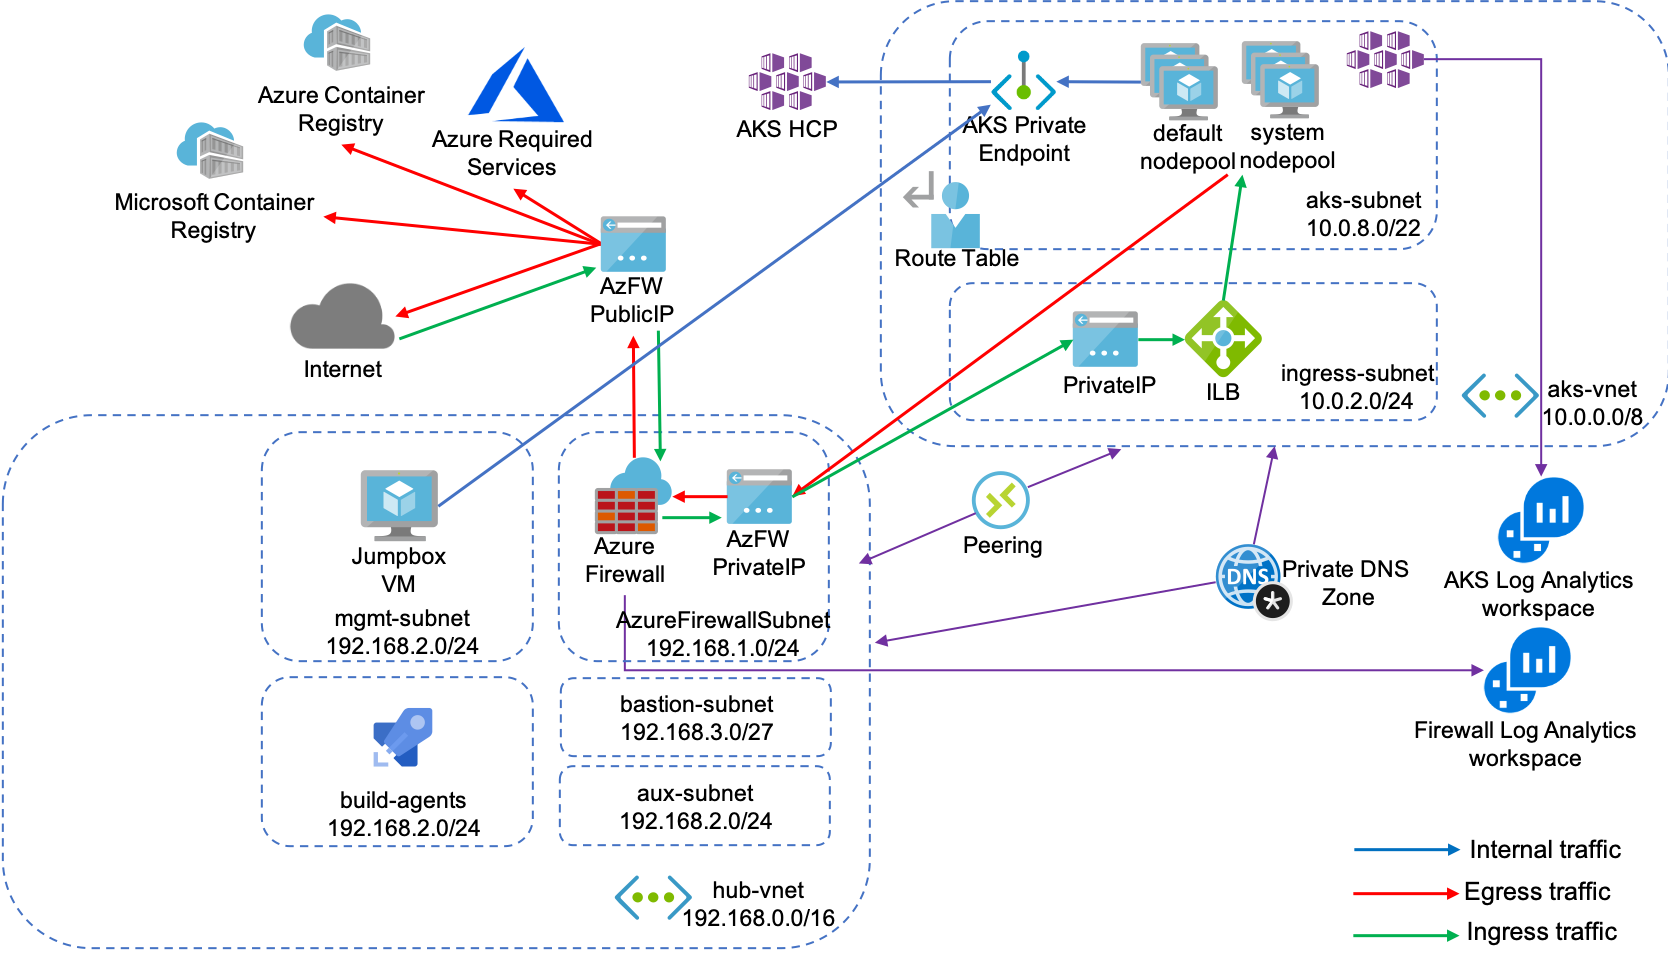 Azure Container
Registry
Azure Required
Services
Microsoft Container
Registry
AzFW
PublicIP
Internet
AKS HCP
AKS Private
Endpoint
default
nodepool
system
nodepool
aks-subnet
10.0.8.0/22
Route Table
PrivateIP
ILB
ingress-subnet
10.0.2.0/24
aks-vnet
10.0.0.0/8
Jumpbox
VM
mgmt-subnet
192.168.2.0/24
Azure
Firewall
AzFW
PrivateIP
AzureFirewallSubnet
192.168.1.0/24
Peering
DNS
Private DNS
Zone
AKS Log Analytics
workspace
Firewall Log Analytics
workspace
build-agents
192.168.2.0/24
bastion-subnet
192.168.3.0/27
aux-subnet
192.168.2.0/24
hub-vnet
192.168.0.0/16
Internal traffic
Egress traffic
Ingress traffic